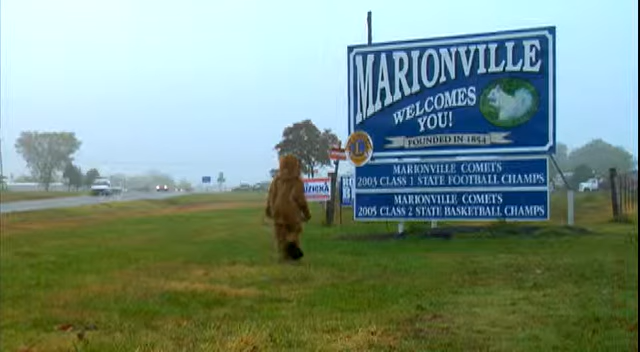 MARIONVILLE
WELCOMES
YOU!
FOUNDED IN 1854
L
MARIONVILLE COMETS
2003 CLASS 1 STATE FOOTBALL CHAMPS
MARIONVILLE COMETS
2005 CLASS 2 STATE BASKETBALL CHAMPS